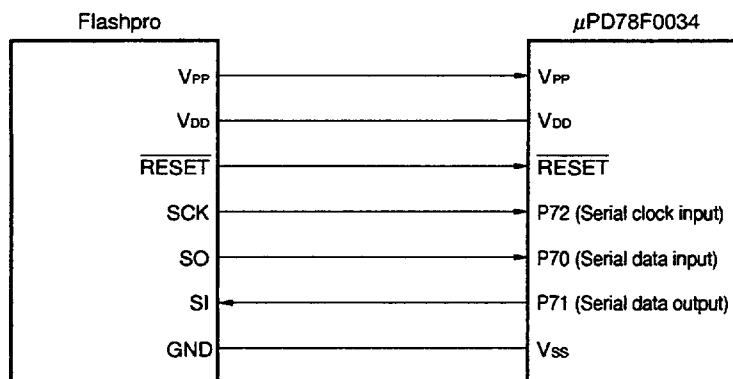 Flashpro μPD78F0034
VPP VPP
VDD VDD
RESET RESET
SCK P72 (Serial clock input)
SO P70 (Serial data input)
SI P71 (Serial data output)
GND VSS